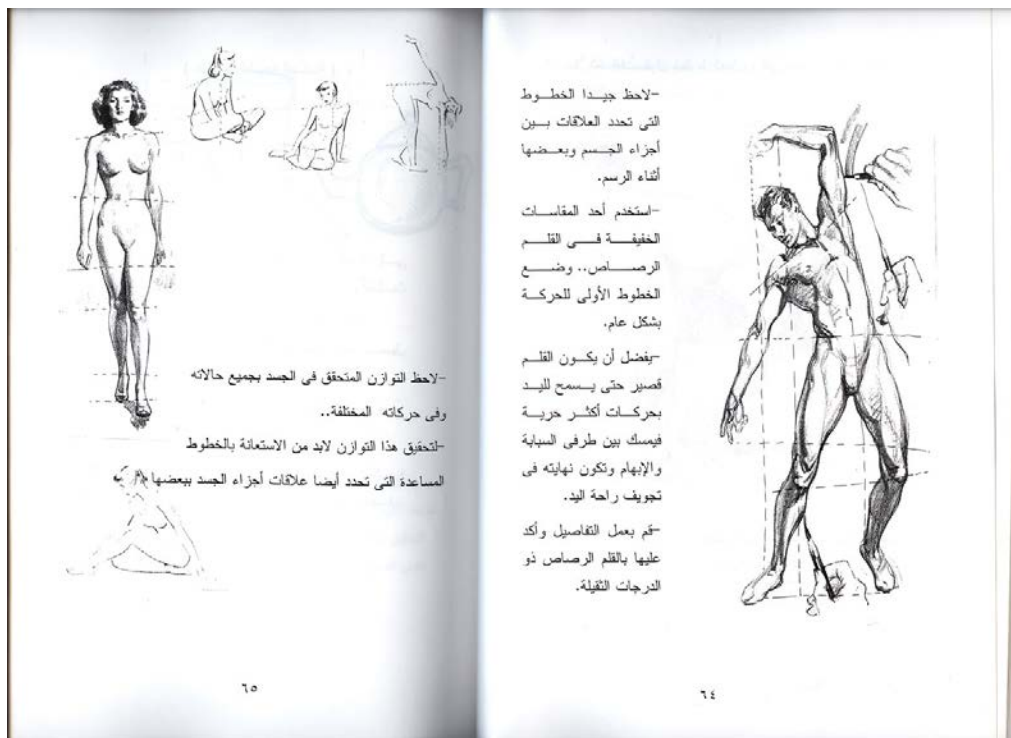 -لاحظ جيدا الخطوط
التى تحدد العلاقات بين
أجزاء الجسم وبعضها
أثناء الرسم.
-استخدم أحد المقاسات
الخفيفة فى القلم
الرصاص.. وضع
الخطوط الأولى للحركة
بشكل عام.
-يفضل أن يكون القلم
قصير حتى يسمح لليد
بحركات أكثر حرية
فيمسك بين طرفى السبابة
والإبهام وتكون نهايته فى
تجويف راحة اليد.
-قم بعمل التفاصيل وأكد
عليها بالقلم الرصاص ذو
الدرجات الثقيلة.
٦٤
-لاحظ التوازن المتحقق فى الجسد بجميع حالاته
وفى حركاته المختلفة..
-لتحقيق هذا التوازن لابد من الاستعانة بالخطوط
المساعدة التى تحدد أيضا علاقات أجزاء الجسد ببعضها
٦٥